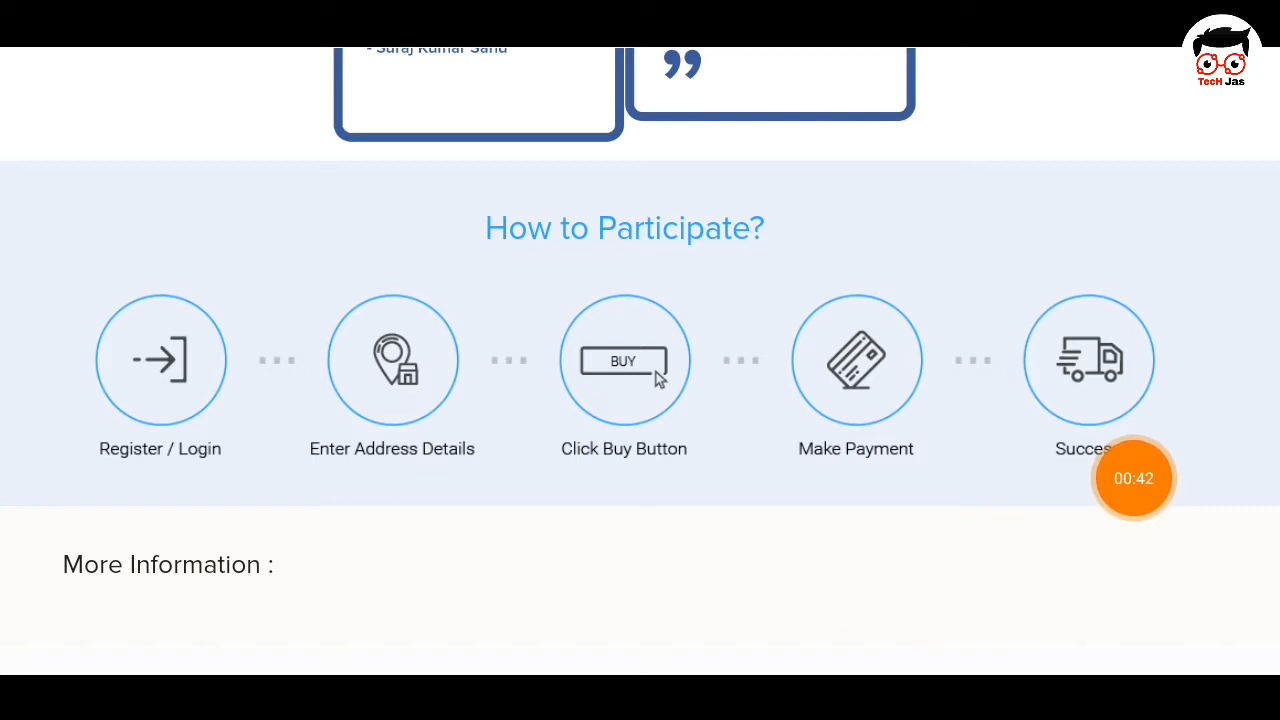 - Suraj Kumar Sahu
TecH Jas
”
How to Participate?
BUY
Register / Login
Enter Address Details
Click Buy Button
Make Payment
00:42
More Information :